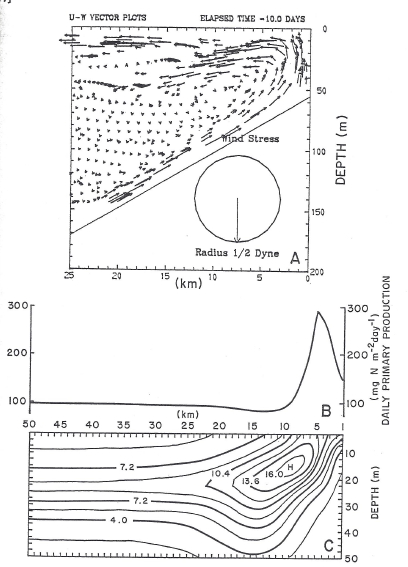 U-W VECTOR PLOTS ELAPSED TIME -10.0 DAYS
0
50
100
150
200
DEPTH (m)
Wind Stress
Radius 1/2 Dyne
A
25 20 15 10 5 0
(km)
300 300
200 200
100 100
DAILY PRIMARY PRODUCTION
(mg N m⁻²day⁻¹)
B
(km)
50 45 40 35 30 25 20 15 10 5 1
7.2
10.4
13.6
16.0
H
7.2
4.0
10
20
30
40
50
DEPTH (m)
C